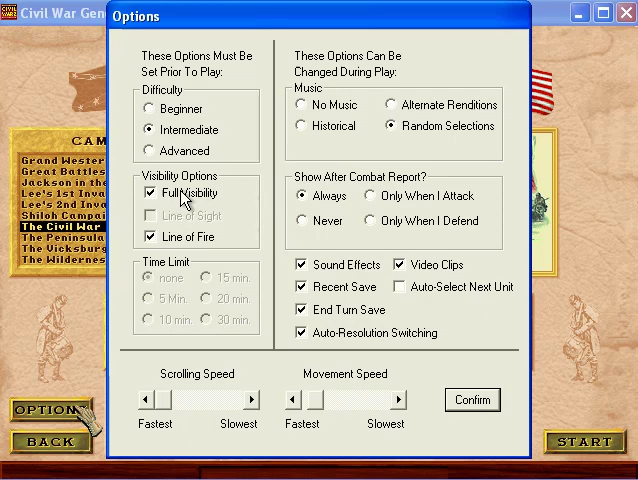 Civil War Gen
Options
These Options Must Be
Set Prior To Play:
Difficulty
Beginner
Intermediate
Advanced
Visibility Options
Full Visibility
Line of Sight
Line of Fire
Time Limit
none
15 min.
5 Min.
20 min.
10 min.
30 min.
These Options Can Be
Changed During Play:
Music
No Music
Alternate Renditions
Historical
Random Selections
Show After Combat Report?
Always
Only When I Attack
Never
Only When I Defend
Sound Effects
Video Clips
Recent Save
Auto-Select Next Unit
End Turn Save
Auto-Resolution Switching
Scrolling Speed
Movement Speed
Fastest
Slowest
Fastest
Slowest
Confirm
CAM
Grand Wester
Great Battles
Jackson in the
Lee's 1st Inva
Lee's 2nd Inva
Shiloh Campai
The Civil War
The Peninsula
The Vicksburg
The Wilderness
OPTION
BACK
START